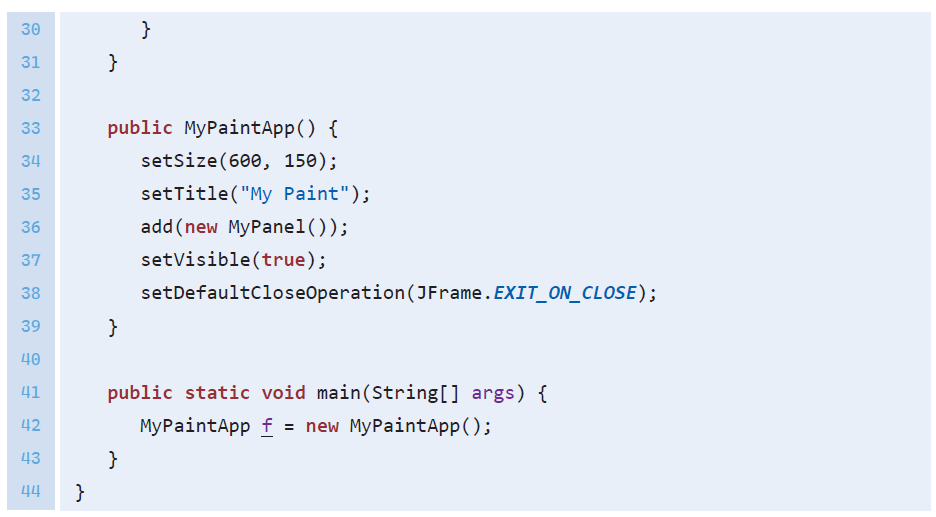 30       }
31    }
32
33    public MyPaintApp() {
34       setSize(600, 150);
35       setTitle("My Paint");
36       add(new MyPanel());
37       setVisible(true);
38       setDefaultCloseOperation(JFrame.EXIT_ON_CLOSE);
39    }
40
41    public static void main(String[] args) {
42       MyPaintApp f = new MyPaintApp();
43    }
44 }